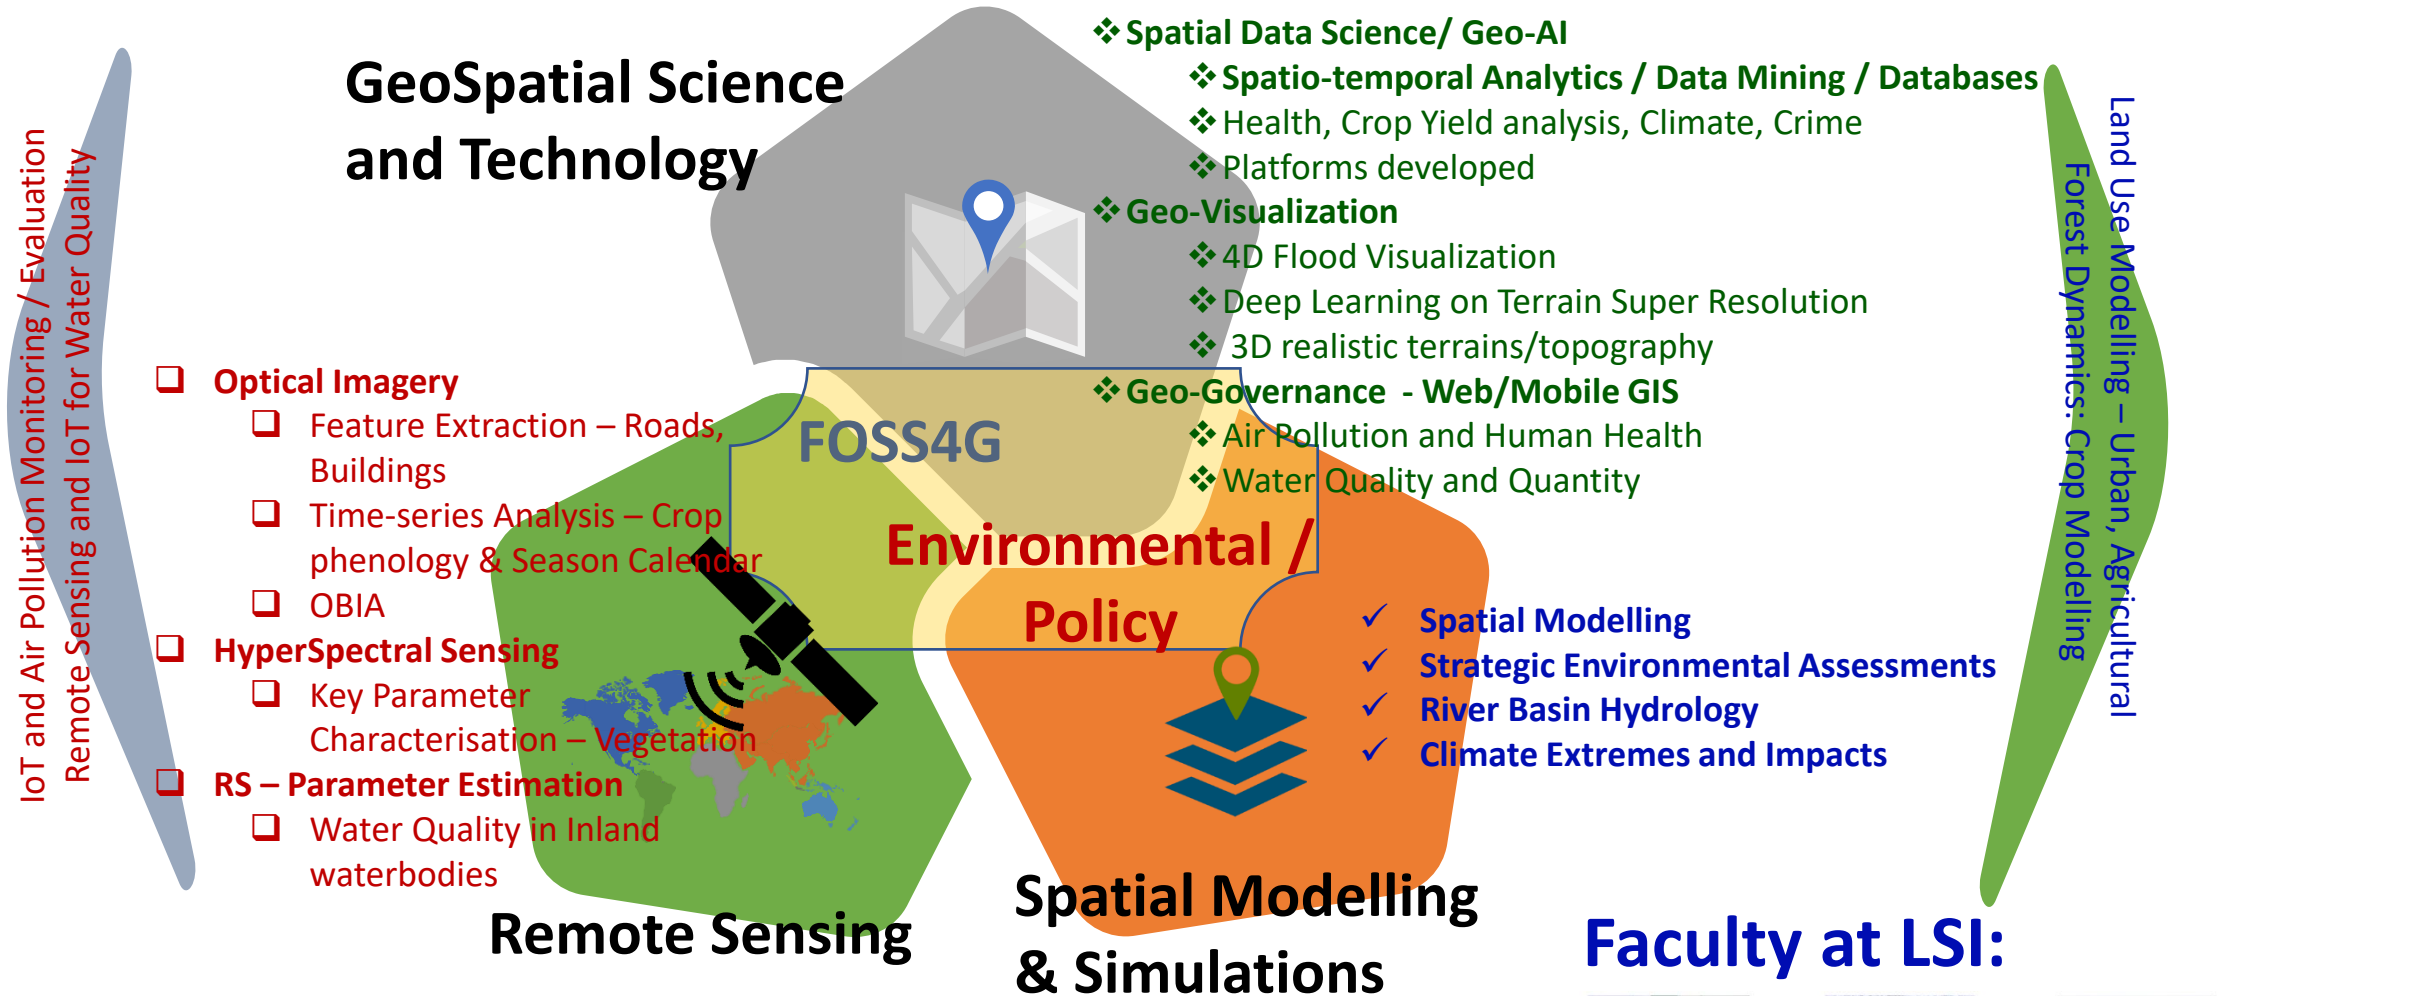 GeoSpatial Science
and Technology
Spatial Data Science/ Geo-AI
Spatio-temporal Analytics / Data Mining / Databases
Health, Crop Yield analysis, Climate, Crime
Platforms developed
Geo-Visualization
4D Flood Visualization
Deep Learning on Terrain Super Resolution
3D realistic terrains/topography
Geo-Governance - Web/Mobile GIS
Air Pollution and Human Health
Water Quality and Quantity
IoT and Air Pollution Monitoring / Evaluation
Remote Sensing and IoT for Water Quality
Optical Imagery
Feature Extraction – Roads,
Buildings
Time-series Analysis – Crop
phenology & Season Calendar
OBIA
HyperSpectral Sensing
Key Parameter
Characterisation – Vegetation
RS – Parameter Estimation
Water Quality in Inland
waterbodies
FOSS4G
Environmental /
Policy
Spatial Modelling
Strategic Environmental Assessments
River Basin Hydrology
Climate Extremes and Impacts
Land Use Modelling – Urban, Agricultural
Forest Dynamics: Crop Modelling
Remote Sensing
Spatial Modelling
& Simulations
Faculty at LSI: